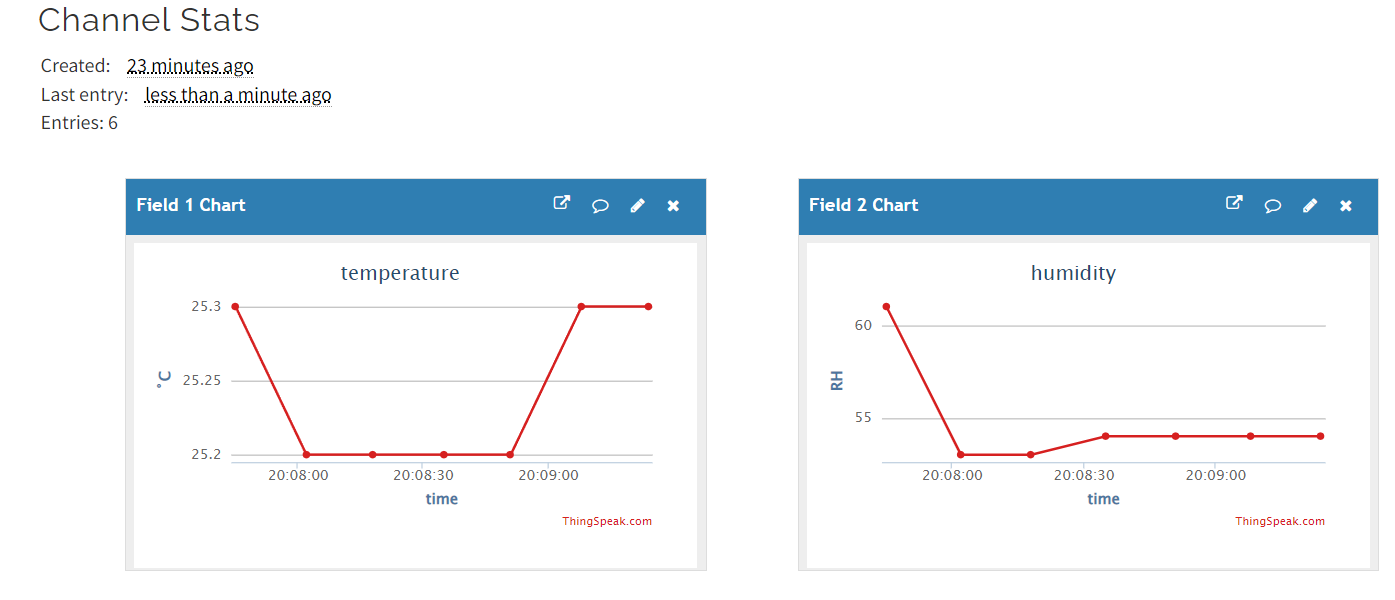 Channel Stats
Created: 23 minutes ago
Last entry: less than a minute ago
Entries: 6
Field 1 Chart
temperature
25.3
25.25
25.2
°C
20:08:00 20:08:30 20:09:00
time
ThingSpeak.com
Field 2 Chart
humidity
60
55
RH
20:08:00 20:08:30 20:09:00
time
ThingSpeak.com